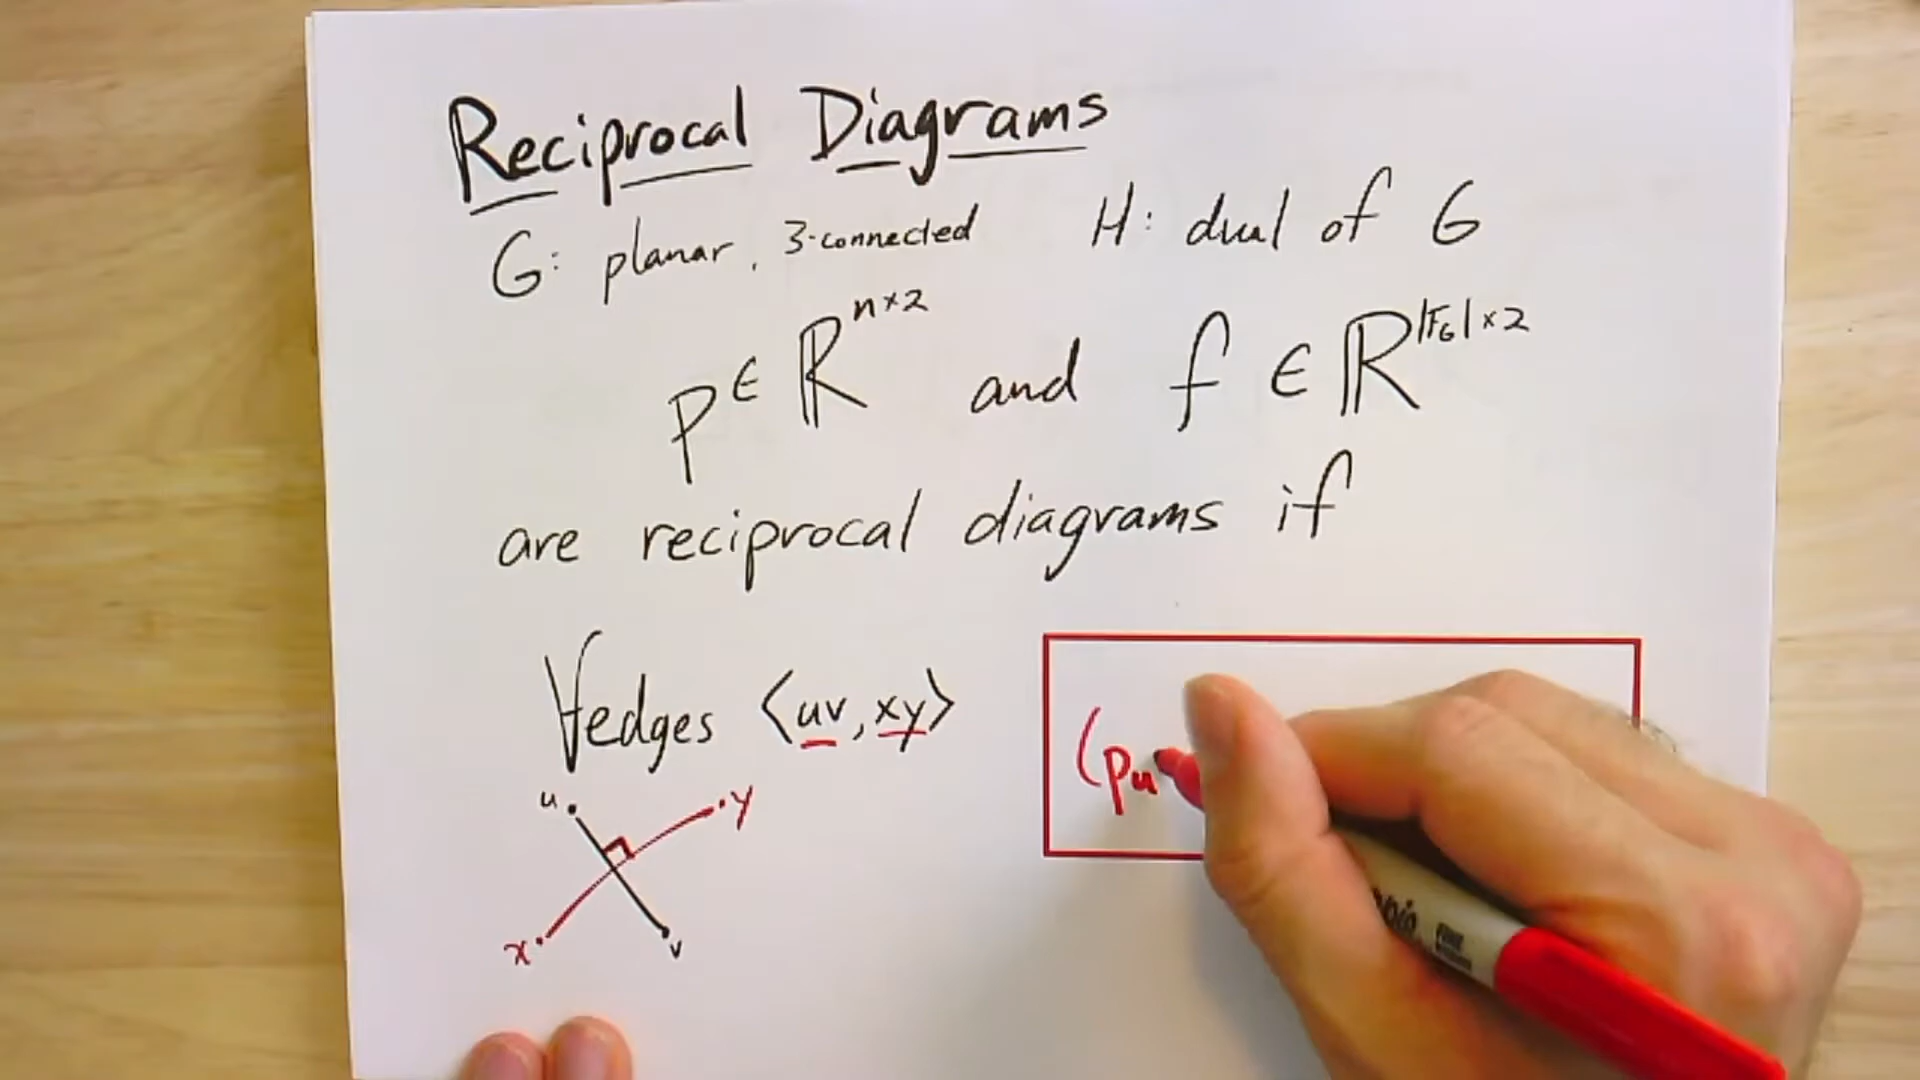 Reciprocal Diagrams
G: planar, 3-connected H: dual of G
p ∈ ℝ^{n×2} and f ∈ ℝ^{|F_G|×2}
are reciprocal diagrams if
∀edges ⟨uv, xy⟩
(p_u
u
y
x
v